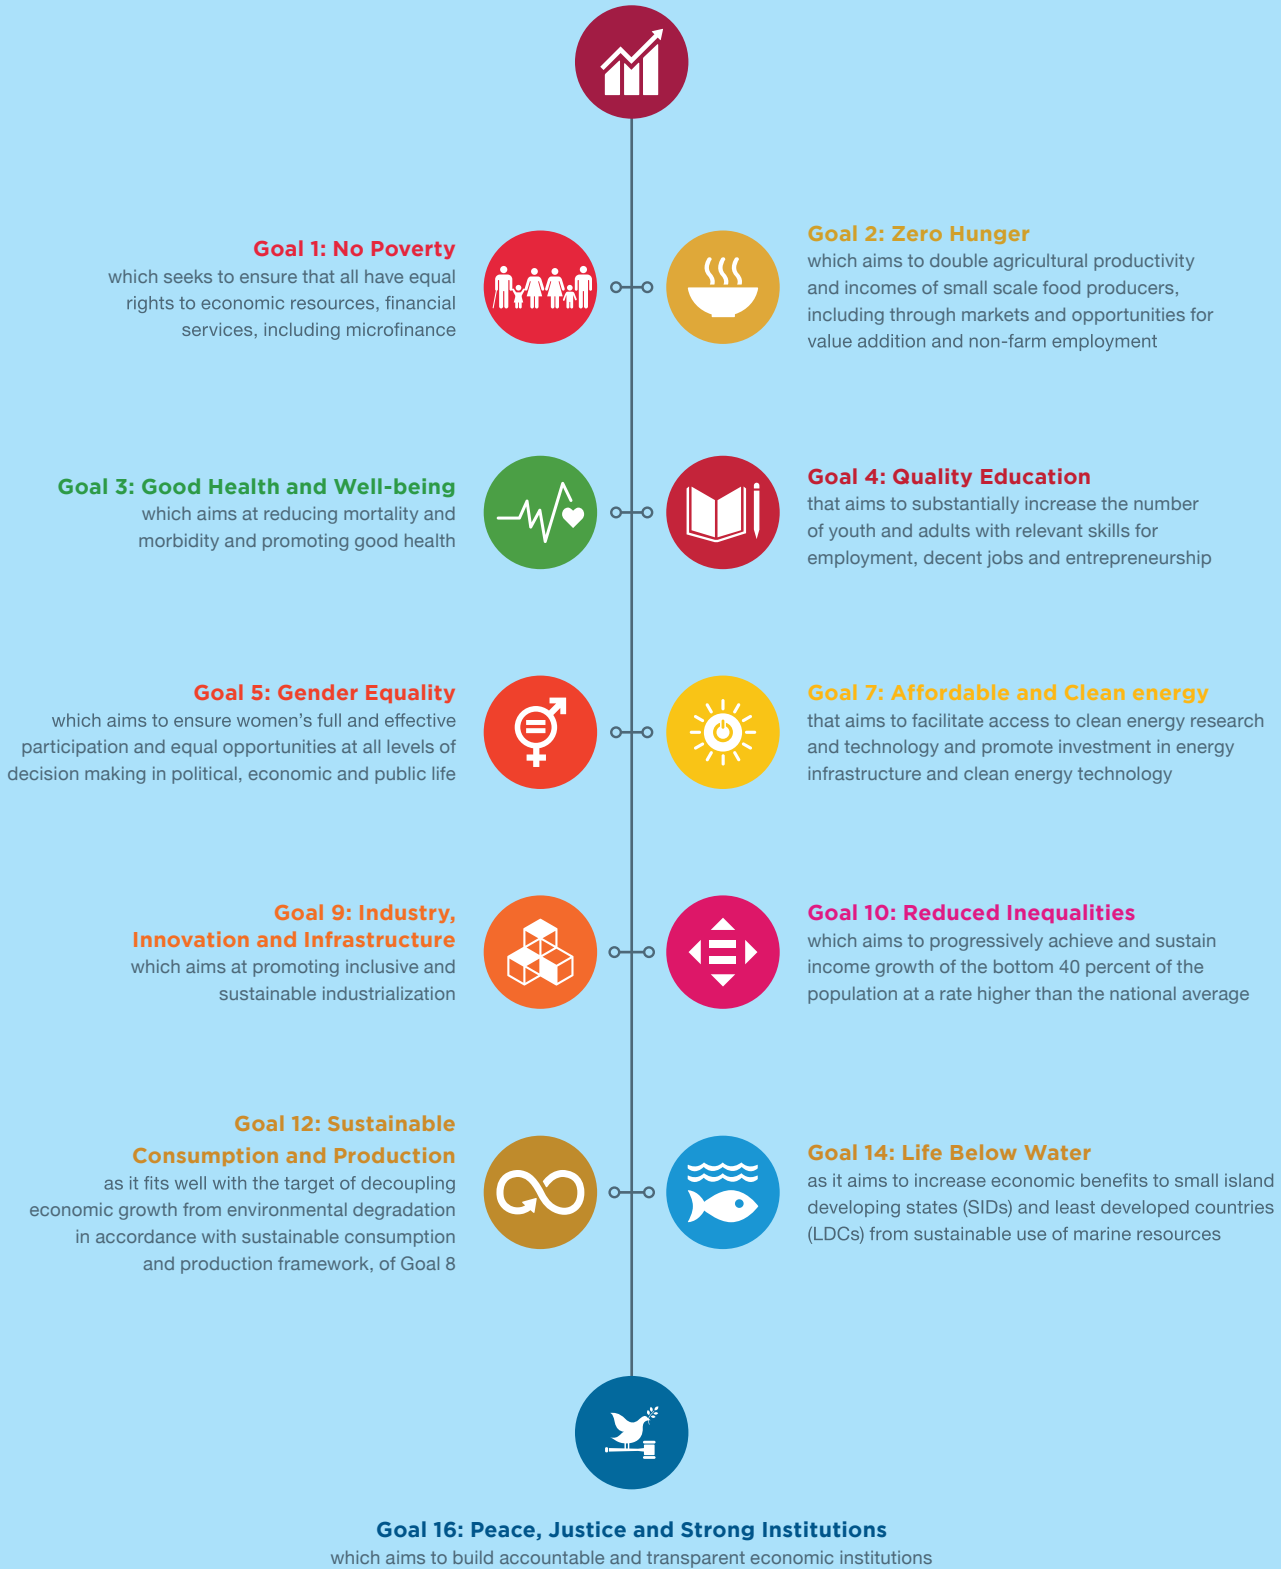 Goal 1: No Poverty
which seeks to ensure that all have equal
rights to economic resources, financial
services, including microfinance
Goal 2: Zero Hunger
which aims to double agricultural productivity
and incomes of small scale food producers,
including through markets and opportunities for
value addition and non-farm employment
Goal 3: Good Health and Well-being
which aims at reducing mortality and
morbidity and promoting good health
Goal 4: Quality Education
that aims to substantially increase the number
of youth and adults with relevant skills for
employment, decent jobs and entrepreneurship
Goal 5: Gender Equality
which aims to ensure women’s full and effective
participation and equal opportunities at all levels of
decision making in political, economic and public life
Goal 7: Affordable and Clean energy
that aims to facilitate access to clean energy research
and technology and promote investment in energy
infrastructure and clean energy technology
Goal 9: Industry,
Innovation and Infrastructure
which aims at promoting inclusive and
sustainable industrialization
Goal 10: Reduced Inequalities
which aims to progressively achieve and sustain
income growth of the bottom 40 percent of the
population at a rate higher than the national average
Goal 12: Sustainable
Consumption and Production
as it fits well with the target of decoupling
economic growth from environmental degradation
in accordance with sustainable consumption
and production framework, of Goal 8
Goal 14: Life Below Water
as it aims to increase economic benefits to small island
developing states (SIDs) and least developed countries
(LDCs) from sustainable use of marine resources
Goal 16: Peace, Justice and Strong Institutions
which aims to build accountable and transparent economic institutions